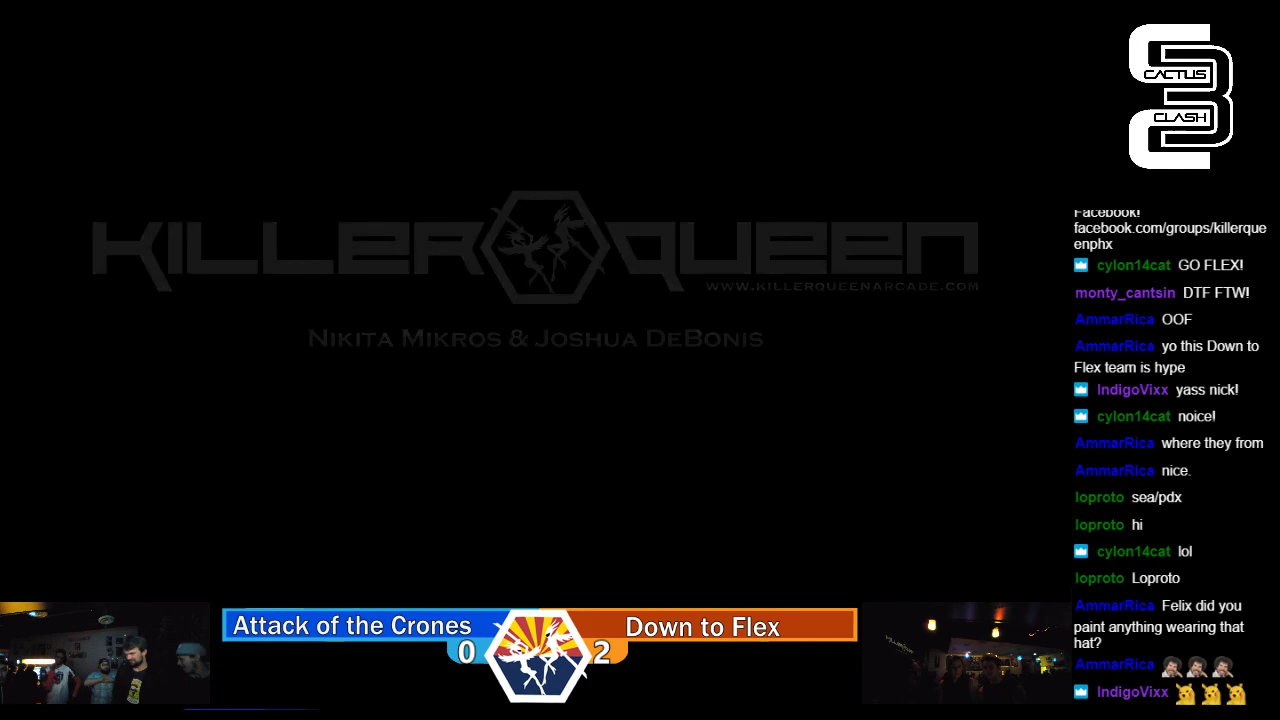 CACTUS
3
CLASH
KILLER QUEEN
WWW.KILLERQUEENARCADE.COM
NIKITA MIKROS & JOSHUA DEBONIS
Facebook!
facebook.com/groups/killerque
enphx
cylon14cat GO FLEX!
monty_cantsin DTF FTW!
AmmarRica OOF
AmmarRica yo this Down to
Flex team is hype
IndigoVixx yass nick!
cylon14cat noice!
AmmarRica where they from
AmmarRica nice.
loproto sea/pdx
loproto hi
cylon14cat lol
loproto Loproto
AmmarRica Felix did you
paint anything wearing that
hat?
AmmarRica
IndigoVixx
Attack of the Crones
Down to Flex
0
2